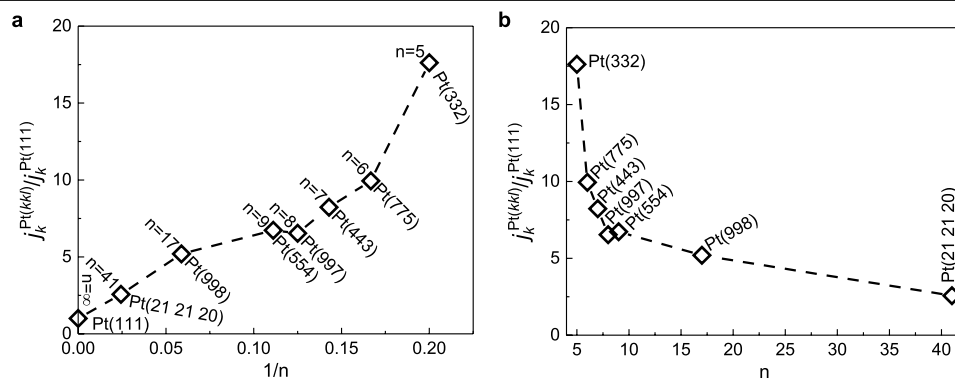 a
20
15
10
5
0
j_k^Pt(kkl)/j_k^Pt(111)
n=∞
Pt(111)
n=41
Pt(21 21 20)
n=17
Pt(998)
n=9
Pt(554)
n=8
Pt(997)
n=7
Pt(443)
n=6
Pt(775)
n=5
Pt(332)
0.00 0.05 0.10 0.15 0.20
1/n
b
20
15
10
5
0
j_k^Pt(kkl)/j_k^Pt(111)
Pt(332)
Pt(775)
Pt(443)
Pt(997)
Pt(554)
Pt(998)
Pt(21 21 20)
5 10 15 20 25 30 35 40
n